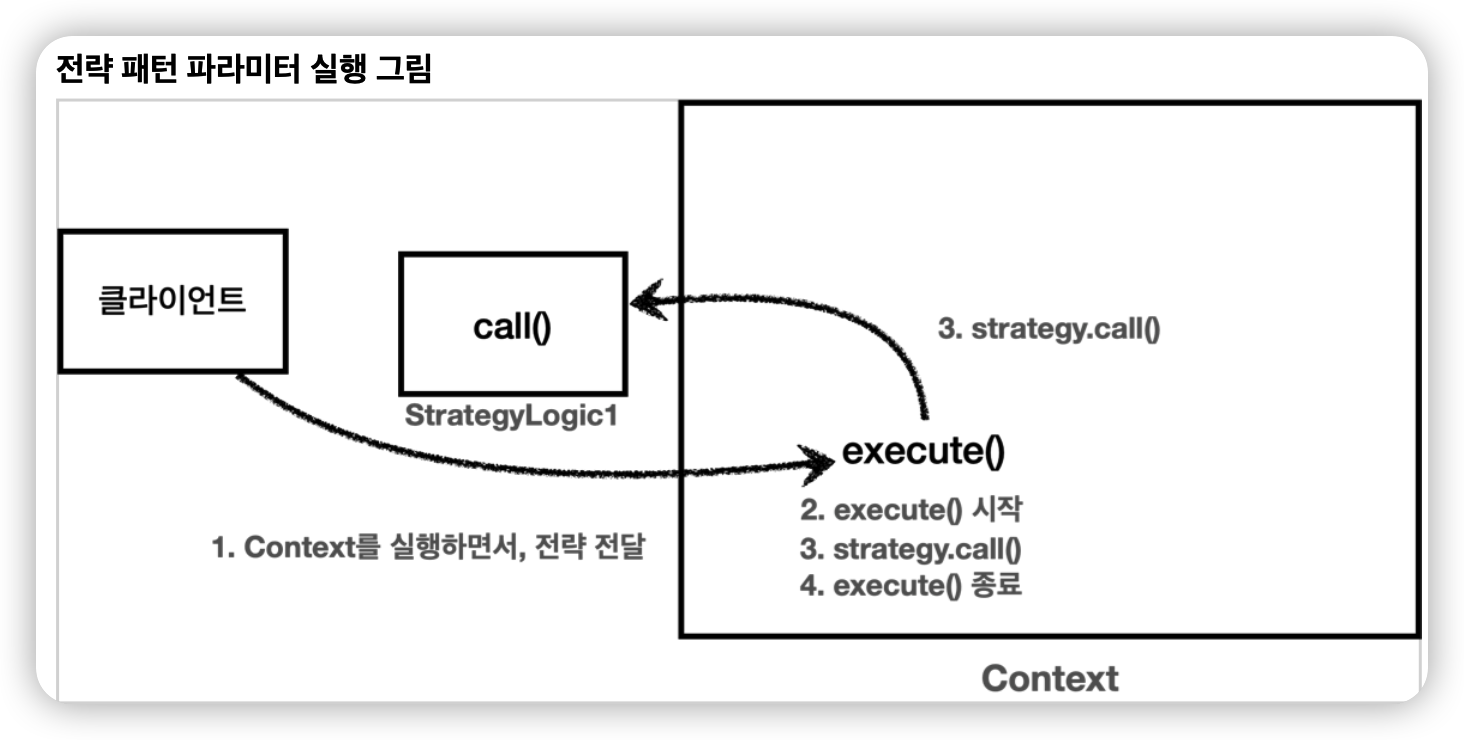 전략 패턴 파라미터 실행 그림
클라이언트
call()
StrategyLogic1
3. strategy.call()
execute()
2. execute() 시작
3. strategy.call()
4. execute() 종료
1. Context를 실행하면서, 전략 전달
Context